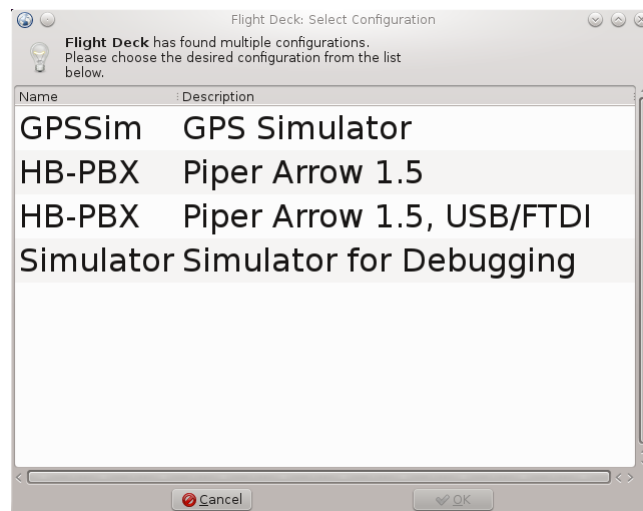 Flight Deck: Select Configuration
Flight Deck has found multiple configurations.
Please choose the desired configuration from the list
below.
Name Description
GPSSim GPS Simulator
HB-PBX Piper Arrow 1.5
HB-PBX Piper Arrow 1.5, USB/FTDI
Simulator Simulator for Debugging
Cancel OK